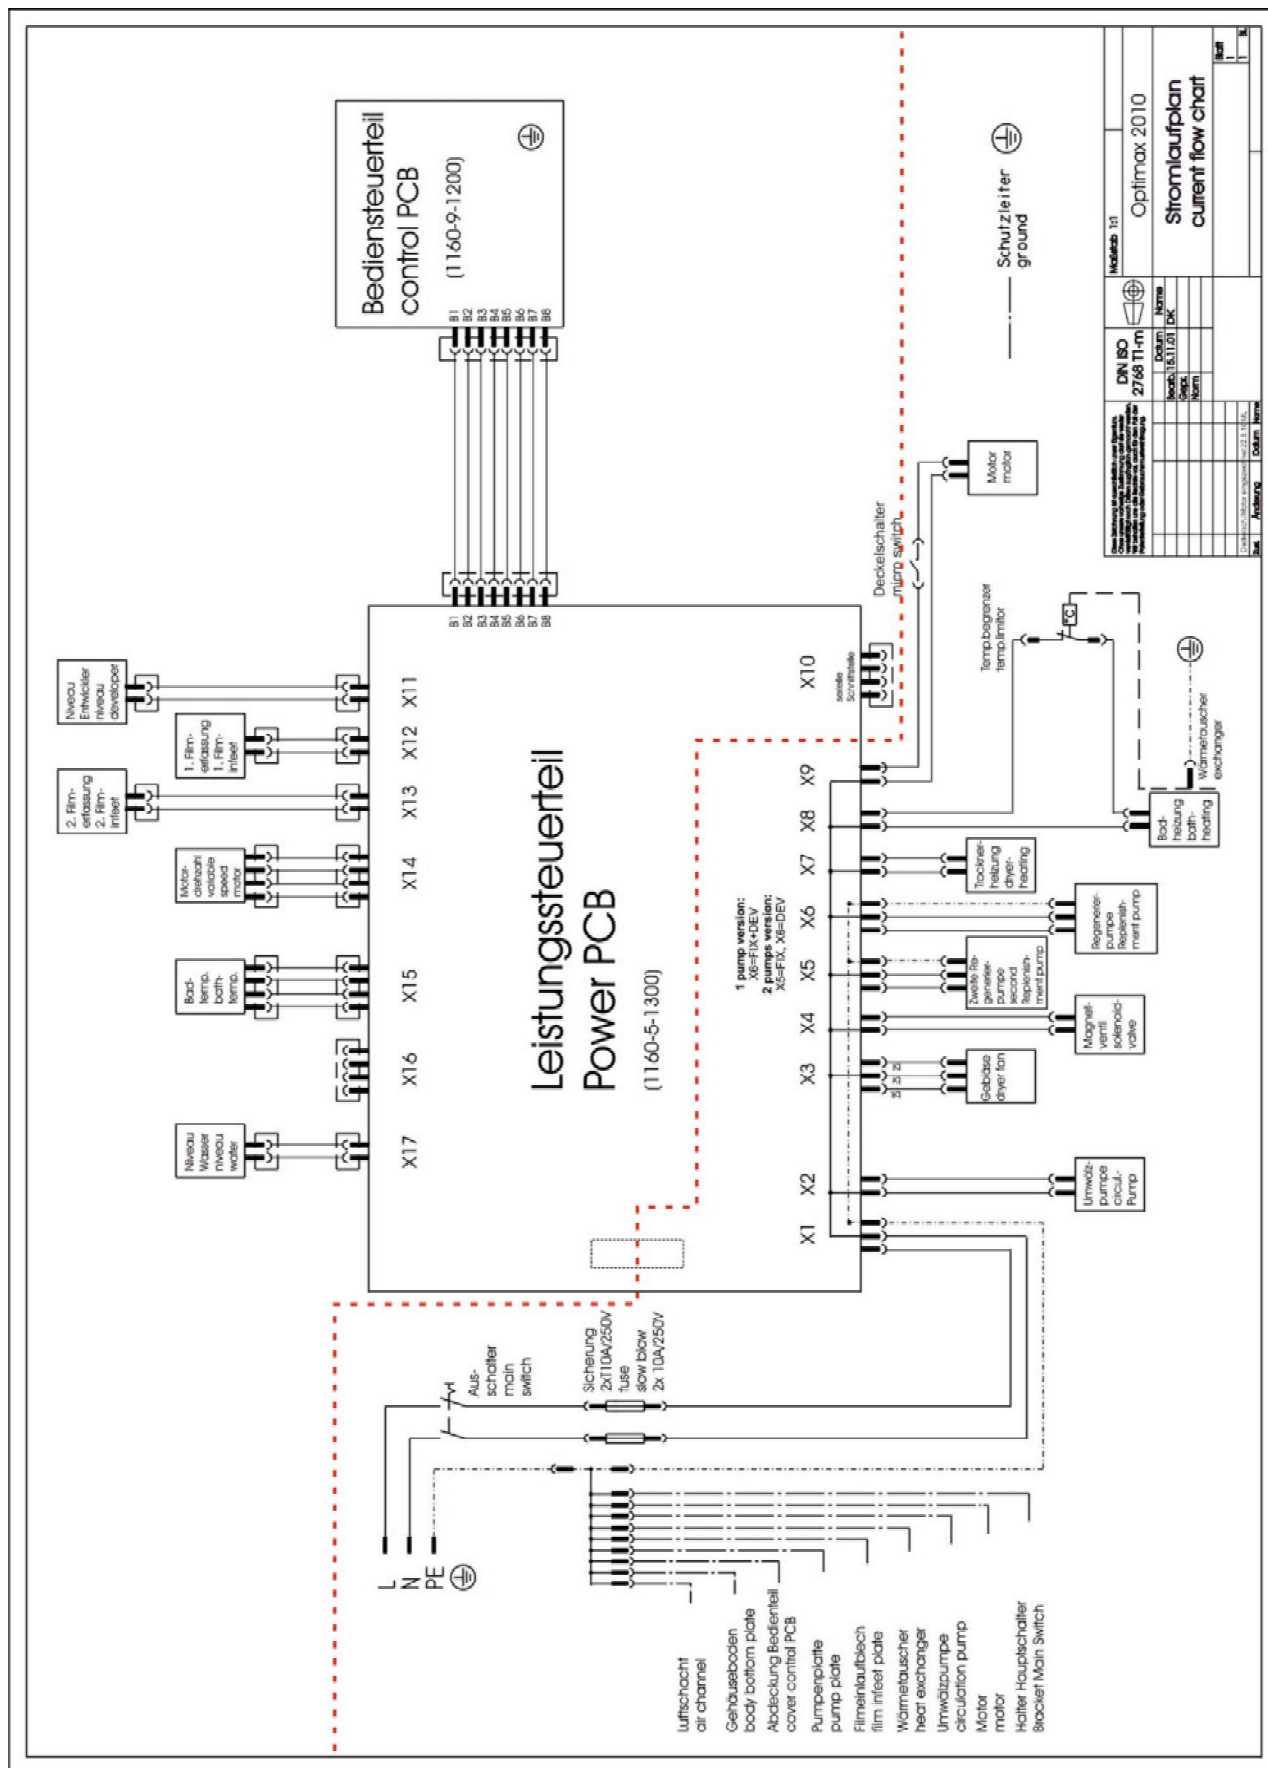 Bediensteuerteil
control PCB
(1160-9-1200)
B1
B2
B3
B4
B5
B6
B7
B8
B1
B2
B3
B4
B5
B6
B7
B8
Leistungssteuerteil
Power PCB
(1160-5-1300)
1 pump version:
X6=FIX+DEV
2 pumps version:
X5=FIX, X6=DEV
X17
X16
X15
X14
X13
X12
X11
Niveau
Wasser
niveau
water
Bad-
temp.
bath-
temp.
Motor-
drehzahl
variable
speed
motor
2. Film-
erfassung
2. Film-
infeet
1. Film-
erfassung
1. Film-
infeet
Niveau
Entwickler
niveau
developer
X1
X2
X3
X4
X5
X6
X7
X8
X9
X10
serielle
Schnittstelle
25
25
25
Umwälz-
pumpe
circul.-
Pump
Gebläse
dryer fan
Magnet-
ventil
solenoid-
valve
Zweite Re-
generier-
pumpe
second
Replenish-
ment pump
Regenerier-
pumpe
Replenish-
ment pump
Trockner-
heizung
dryer-
heating
Bad-
heizung
bath-
heating
Wärmetauscher
exchanger
Temp.begrenzer
temp.limitor
°C
Deckelschalter
micro switch
Motor
motor
Schutzleiter
ground
L
N
PE
Aus-
schalter
main
switch
Sicherung
2xT10A/250V
fuse
slow blow
2x 10A/250V
Luftschacht
air channel
Gehäuseboden
body bottom plate
Abdeckung Bedienteil
cover control PCB
Pumpenplatte
pump plate
Filmeinlaufblech
film infeet plate
Wärmetauscher
heat exchanger
Umwälzpumpe
circulation pump
Motor
motor
Halter Hauptschalter
Bracket Main Switch
DIN ISO
2768 T1-m
Maßstab 1:1
Optimax 2010
Datum
Name
Bearb.
15.11.01
DK
Gepr.
Norm
Stromlaufplan
current flow chart
Blatt
1
1
Bl.
Zust.
Änderung
Datum
Name